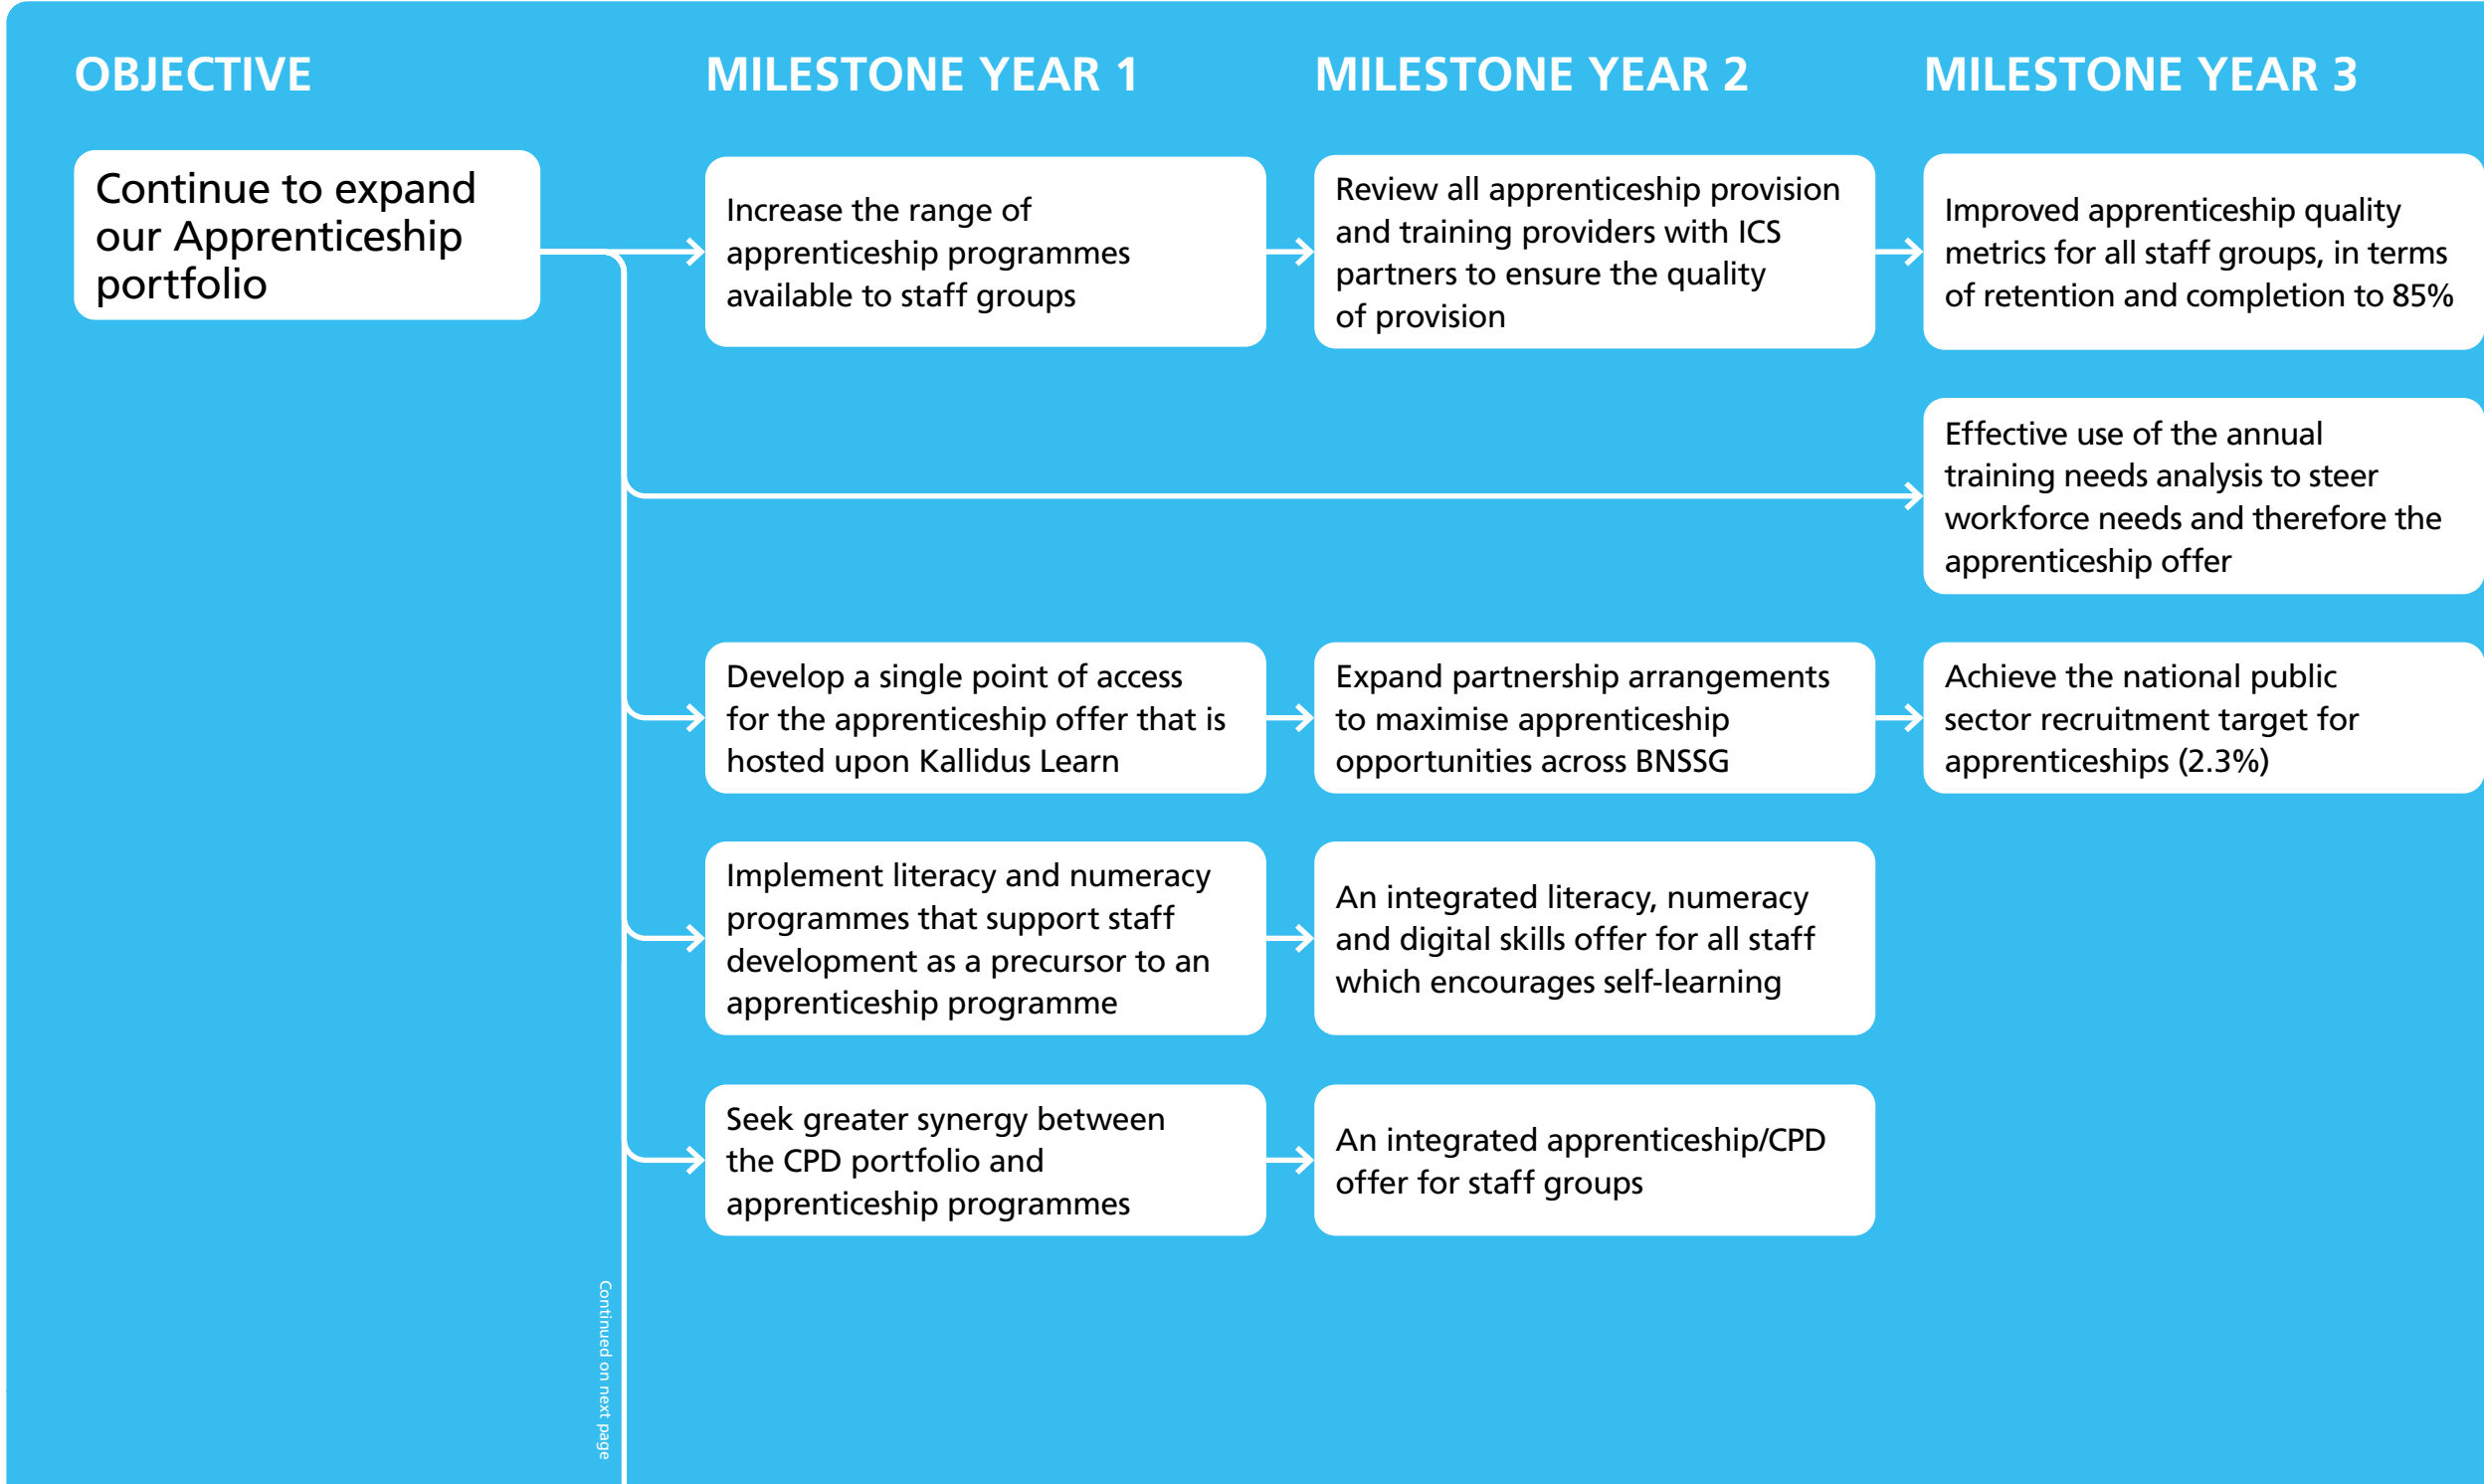 OBJECTIVE
MILESTONE YEAR 1
MILESTONE YEAR 2
MILESTONE YEAR 3
Continue to expand
our Apprenticeship
portfolio
Increase the range of
apprenticeship programmes
available to staff groups
Review all apprenticeship provision
and training providers with ICS
partners to ensure the quality
of provision
Improved apprenticeship quality
metrics for all staff groups, in terms
of retention and completion to 85%
Effective use of the annual
training needs analysis to steer
workforce needs and therefore the
apprenticeship offer
Develop a single point of access
for the apprenticeship offer that is
hosted upon Kallidus Learn
Expand partnership arrangements
to maximise apprenticeship
opportunities across BNSSG
Achieve the national public
sector recruitment target for
apprenticeships (2.3%)
Implement literacy and numeracy
programmes that support staff
development as a precursor to an
apprenticeship programme
An integrated literacy, numeracy
and digital skills offer for all staff
which encourages self-learning
Seek greater synergy between
the CPD portfolio and
apprenticeship programmes
An integrated apprenticeship/CPD
offer for staff groups
Continued on next page